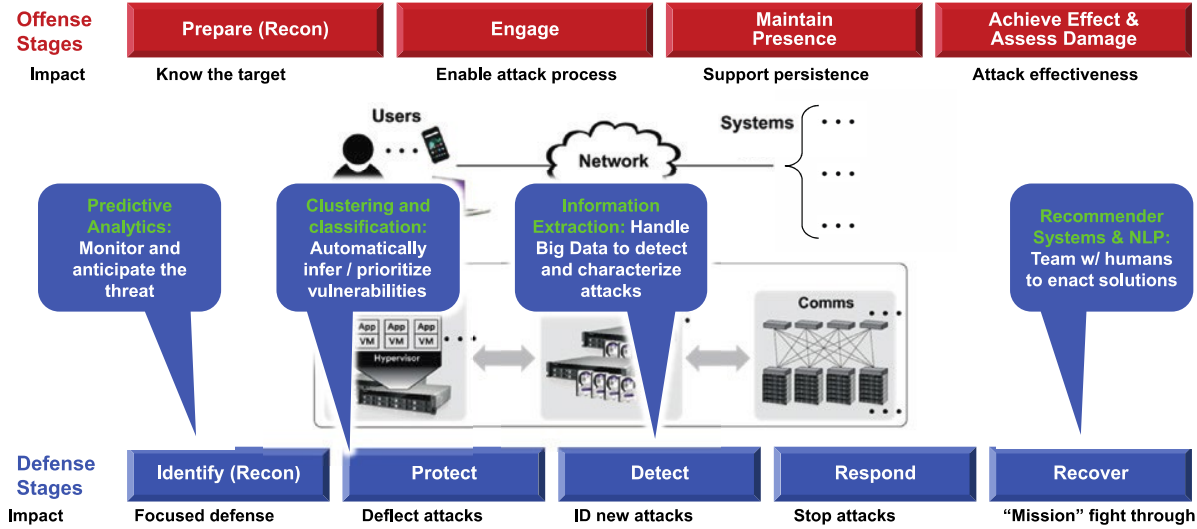 Offense
Stages
Prepare (Recon)
Engage
Maintain
Presence
Achieve Effect &
Assess Damage
Impact
Know the target
Enable attack process
Support persistence
Attack effectiveness
Users
Network
Systems
Predictive
Analytics:
Monitor and
anticipate the
threat
Clustering and
classification:
Automatically
infer / prioritize
vulnerabilities
Information
Extraction: Handle
Big Data to detect
and characterize
attacks
Recommender
Systems & NLP:
Team w/ humans
to enact solutions
App App App
VM VM VM
Hypervisor
Comms
Defense
Stages
Identify (Recon)
Protect
Detect
Respond
Recover
Impact
Focused defense
Deflect attacks
ID new attacks
Stop attacks
“Mission” fight through